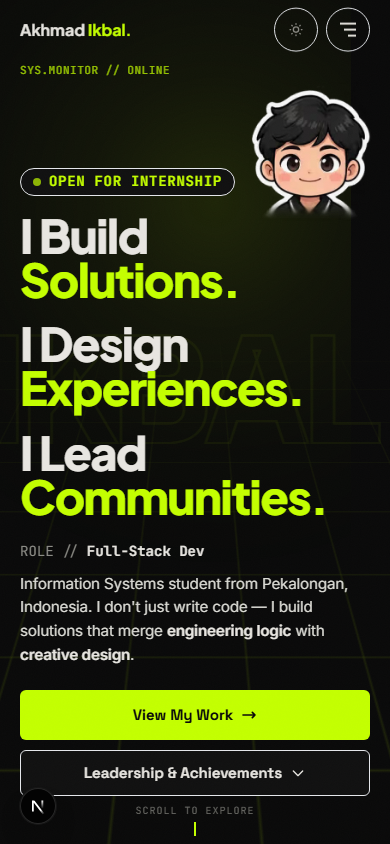 Akhmad Ikbal.
SYS.MONITOR // ONLINE
OPEN FOR INTERNSHIP
I Build
Solutions.
I Design
Experiences.
I Lead
Communities.
IKBAL
ROLE // Full-Stack Dev
Information Systems student from Pekalongan,
Indonesia. I don't just write code — I build
solutions that merge engineering logic with
creative design.
View My Work →
Leadership & Achievements
N
SCROLL TO EXPLORE